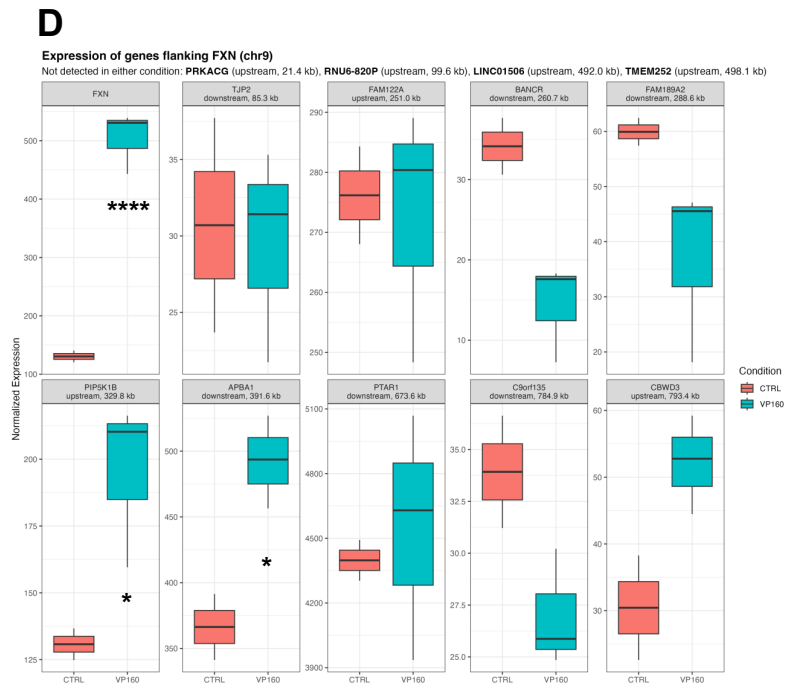 D
Expression of genes flanking FXN (chr9)
Not detected in either condition: PRKACG (upstream, 21.4 kb), RNU6-820P (upstream, 99.6 kb), LINC01506 (upstream, 492.0 kb), TMEM252 (upstream, 498.1 kb)
Normalized Expression
FXN
500
400
300
200
100
****
TJP2
downstream, 85.3 kb
35
30
25
FAM122A
upstream, 251.0 kb
290
280
270
260
250
BANCR
downstream, 260.7 kb
30
20
10
FAM189A2
downstream, 288.6 kb
60
50
40
30
20
PIP5K1B
upstream, 329.8 kb
200
175
150
125
*
CTRL
VP160
APBA1
downstream, 391.6 kb
500
450
400
350
*
CTRL
VP160
PTAR1
downstream, 673.6 kb
5100
4800
4500
4200
3900
CTRL
VP160
C9orf135
downstream, 784.9 kb
35.0
32.5
30.0
27.5
25.0
CTRL
VP160
CBWD3
upstream, 793.4 kb
60
50
40
30
CTRL
VP160
Condition
CTRL
VP160